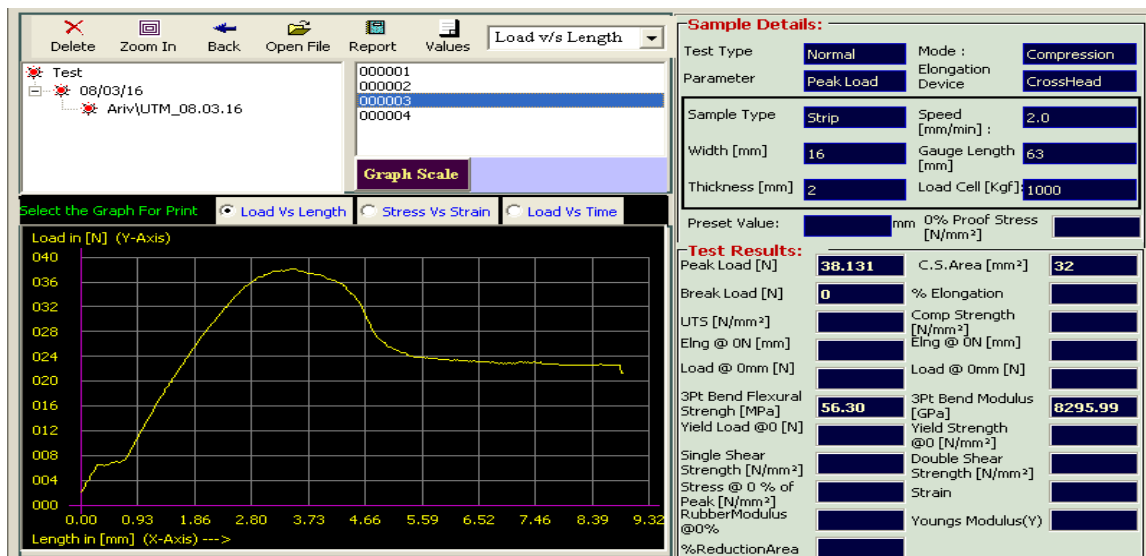 Delete Zoom In Back Open File Report Values Load v/s Length
Test
08/03/16
Ariv\UTM_08.03.16
000001
000002
000003
000004
Graph Scale
Select the Graph For Print Load Vs Length Stress Vs Strain Load Vs Time
Load in [N] (Y-Axis)
040
036
032
028
024
020
016
012
008
004
000
0.00 0.93 1.86 2.80 3.73 4.66 5.59 6.52 7.46 8.39 9.32
Length in [mm] (X-Axis) --->
Sample Details:
Test Type Normal Mode : Compression
Parameter Peak Load Elongation Device CrossHead
Sample Type Strip Speed [mm/min] : 2.0
Width [mm] 16 Gauge Length [mm] 63
Thickness [mm] 2 Load Cell [Kgf]: 1000
Preset Value: mm 0% Proof Stress [N/mm²]
Test Results:
Peak Load [N] 38.131 C.S.Area [mm²] 32
Break Load [N] 0 % Elongation
UTS [N/mm²] Comp Strength [N/mm²]
Elng @ 0N [mm] Elng @ 0N [mm]
Load @ 0mm [N] Load @ 0mm [N]
3Pt Bend Flexural Strengh [MPa] 56.30 3Pt Bend Modulus [GPa] 8295.99
Yield Load @0 [N] Yield Strength @0 [N/mm²]
Single Shear Strength [N/mm²] Double Shear Strength [N/mm²]
Stress @ 0 % of Peak [N/mm²] Strain
RubberModulus @0% Youngs Modulus(Y)
%ReductionArea